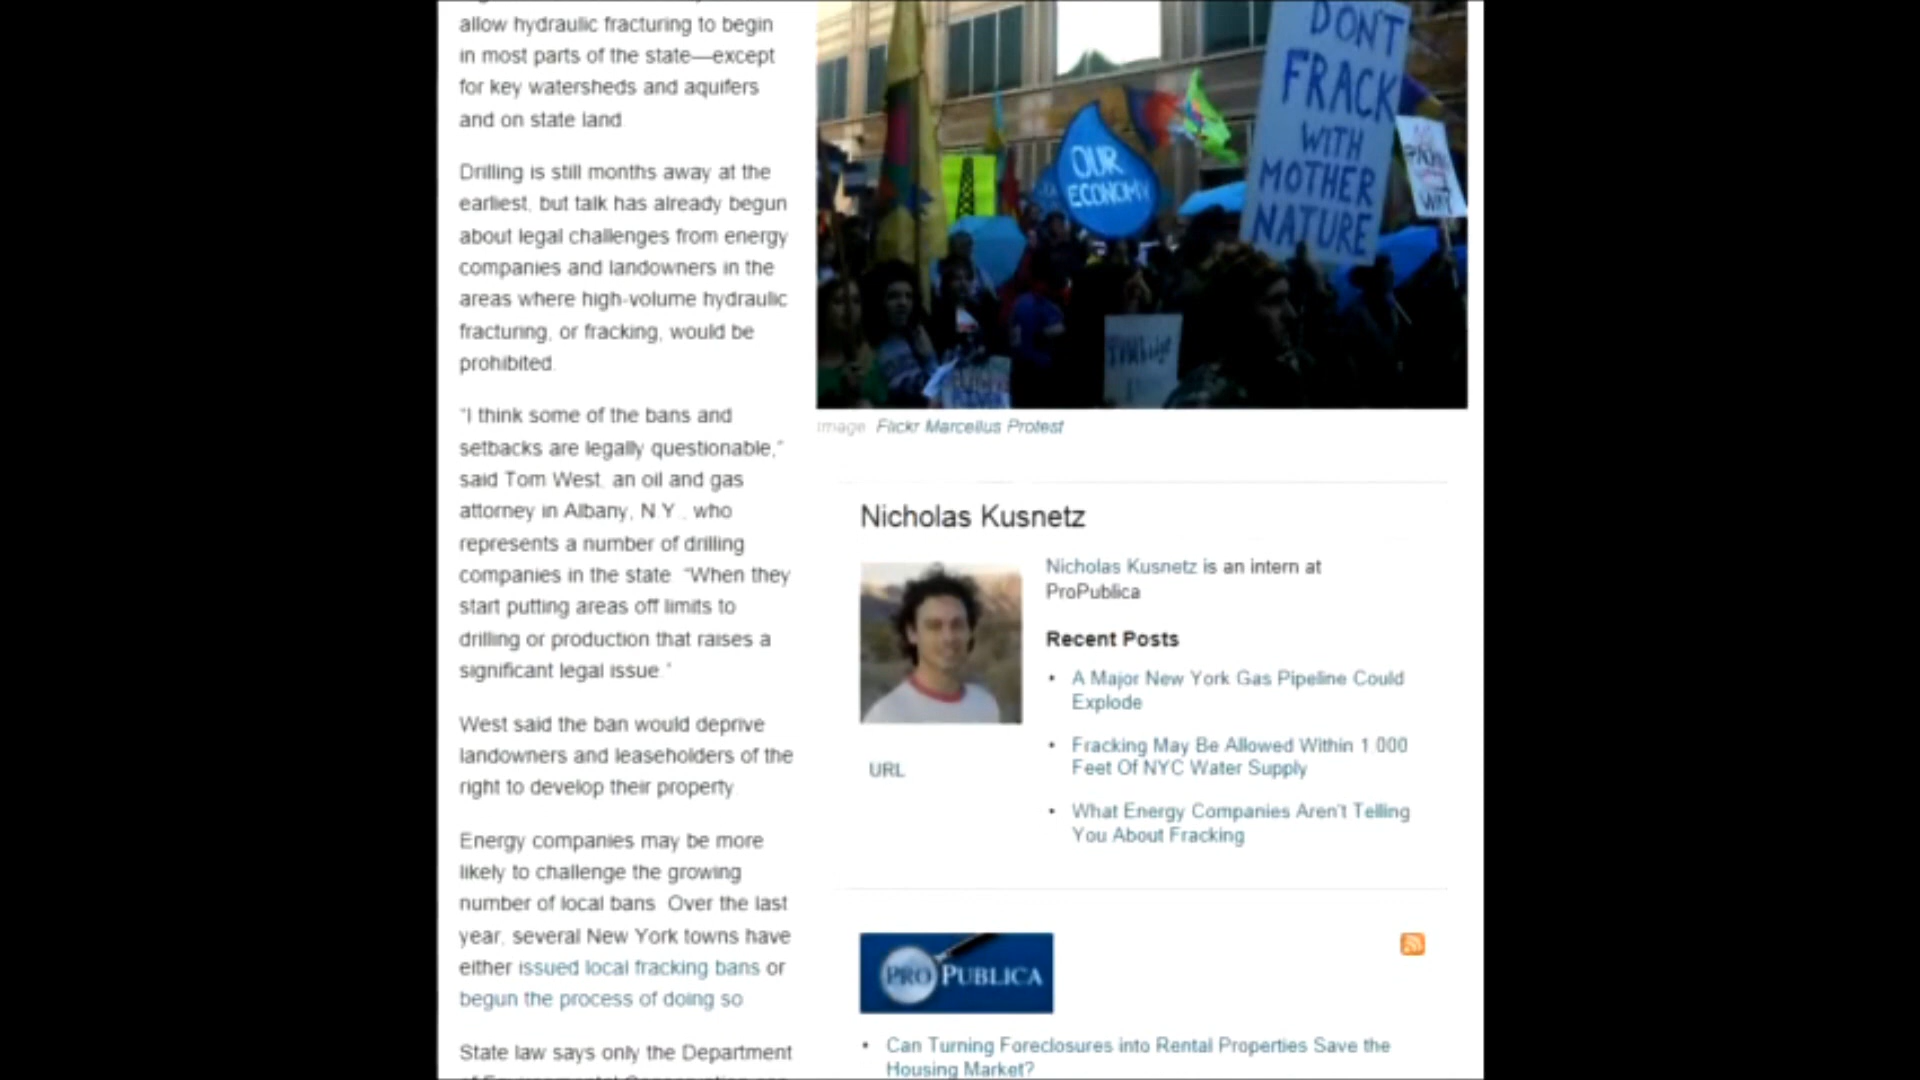 allow hydraulic fracturing to begin
in most parts of the state—except
for key watersheds and aquifers
and on state land
Drilling is still months away at the
earliest, but talk has already begun
about legal challenges from energy
companies and landowners in the
areas where high-volume hydraulic
fracturing, or fracking, would be
prohibited.
"I think some of the bans and
setbacks are legally questionable,"
said Tom West, an oil and gas
attorney in Albany, N.Y., who
represents a number of drilling
companies in the state. "When they
start putting areas off limits to
drilling or production that raises a
significant legal issue."
West said the ban would deprive
landowners and leaseholders of the
right to develop their property.
Energy companies may be more
likely to challenge the growing
number of local bans. Over the last
year, several New York towns have
either issued local fracking bans or
begun the process of doing so
State law says only the Department
DON'T
FRACK
WITH
MOTHER
NATURE
OUR
ECONOMY
image Flickr Marcellus Protest
Nicholas Kusnetz
Nicholas Kusnetz is an intern at
ProPublica
Recent Posts
• A Major New York Gas Pipeline Could
Explode
• Fracking May Be Allowed Within 1,000
Feet Of NYC Water Supply
• What Energy Companies Aren't Telling
You About Fracking
URL
PRO PUBLICA
• Can Turning Foreclosures into Rental Properties Save the
Housing Market?